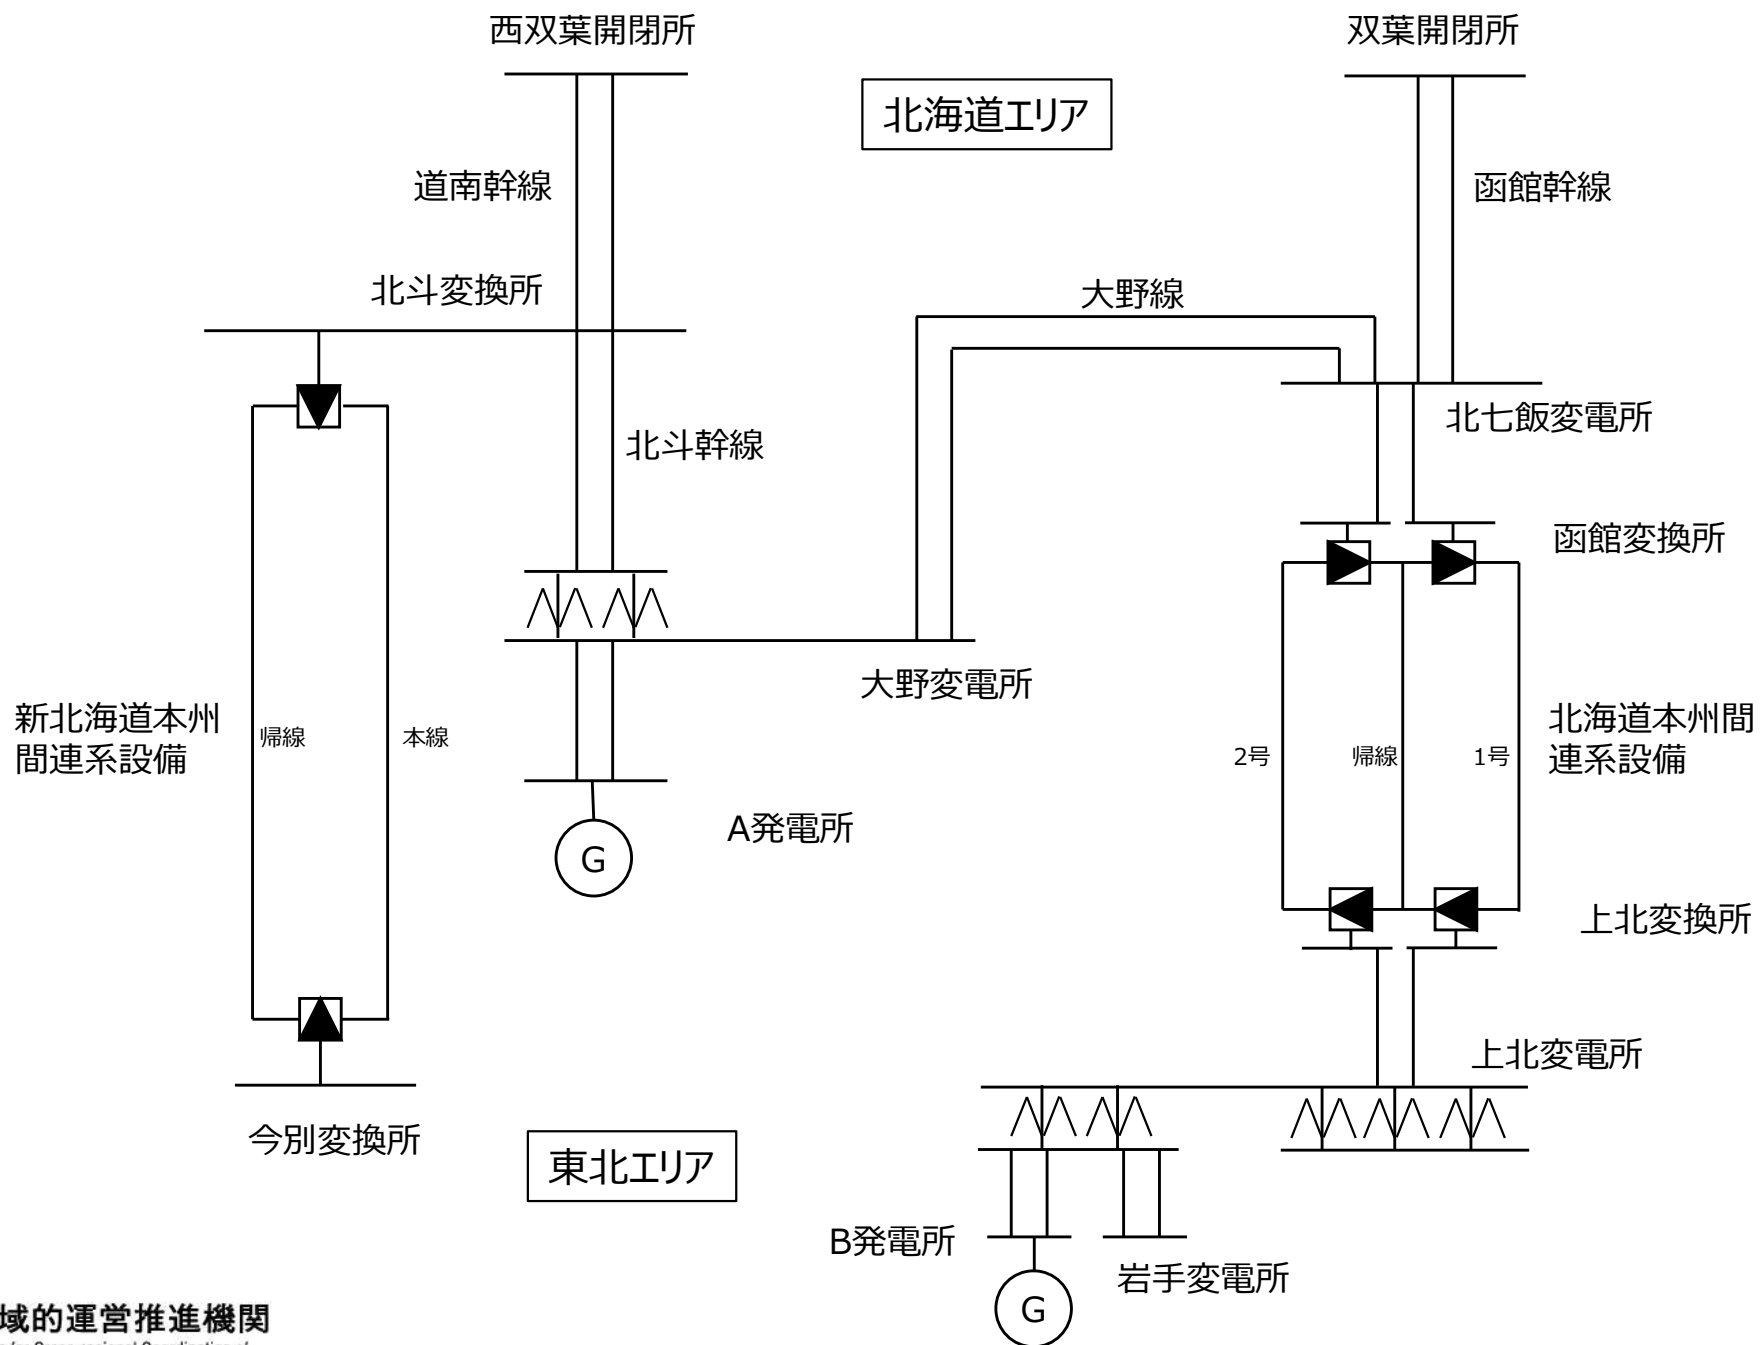 西双葉開閉所
双葉開閉所
北海道エリア
道南幹線
函館幹線
北斗変換所
大野線
北七飯変電所
北斗幹線
函館変換所
大野変電所
新北海道本州
間連系設備
帰線
本線
2号
帰線
1号
北海道本州間
連系設備
A発電所
G
上北変換所
上北変電所
今別変換所
東北エリア
B発電所
岩手変電所
G
域的運営推進機関